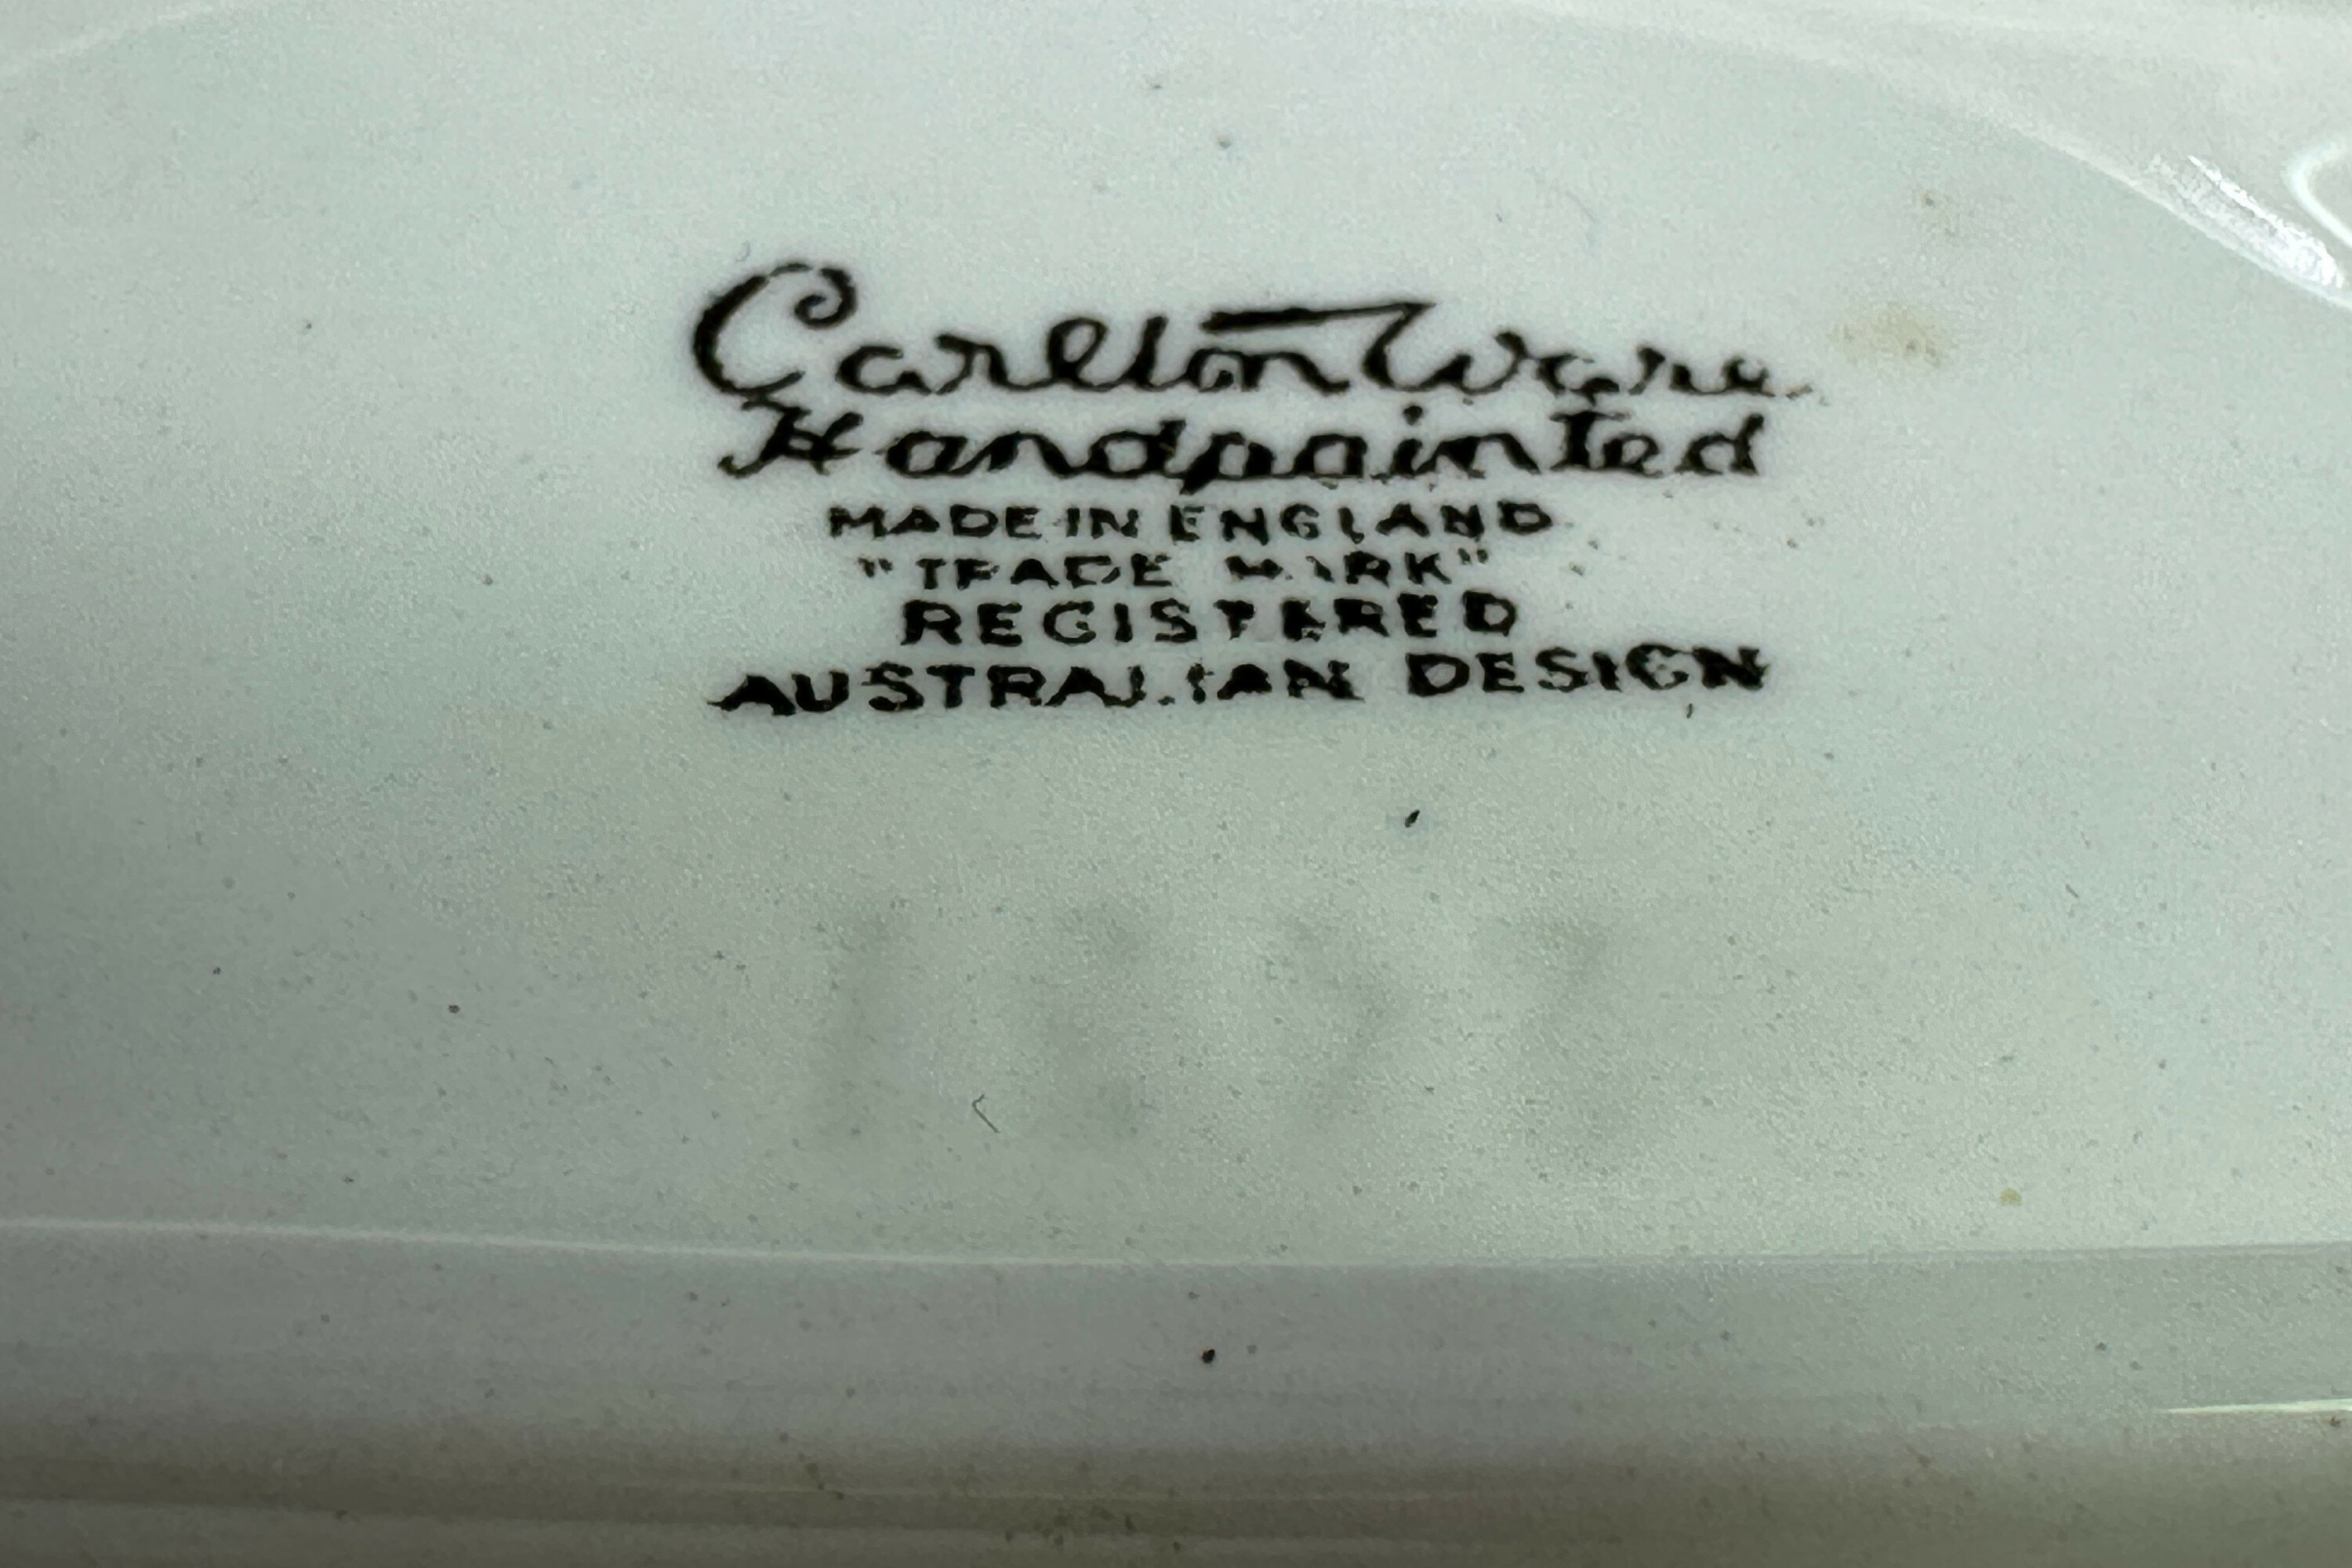 Carlton Ware
Handpainted
MADE IN ENGLAND
"TRADE MARK"
REGISTERED
AUSTRALIAN DESIGN